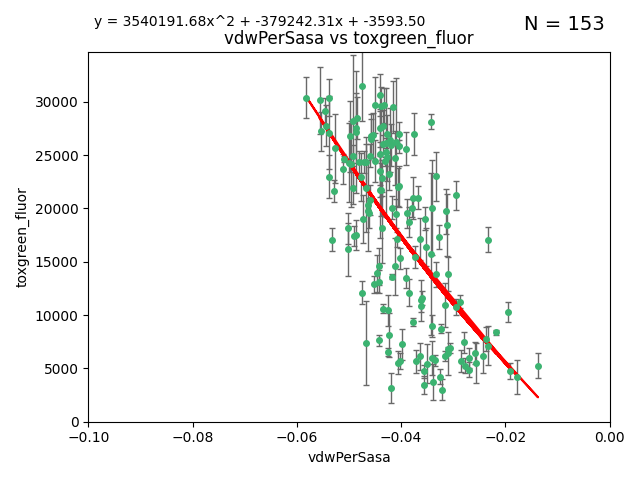 y = 3540191.68x^2 + -379242.31x + -3593.50
N = 153
vdwPerSasa vs toxgreen_fluor
30000
25000
20000
15000
10000
5000
0
toxgreen_fluor
−0.10
−0.08
−0.06
−0.04
−0.02
0.00
vdwPerSasa